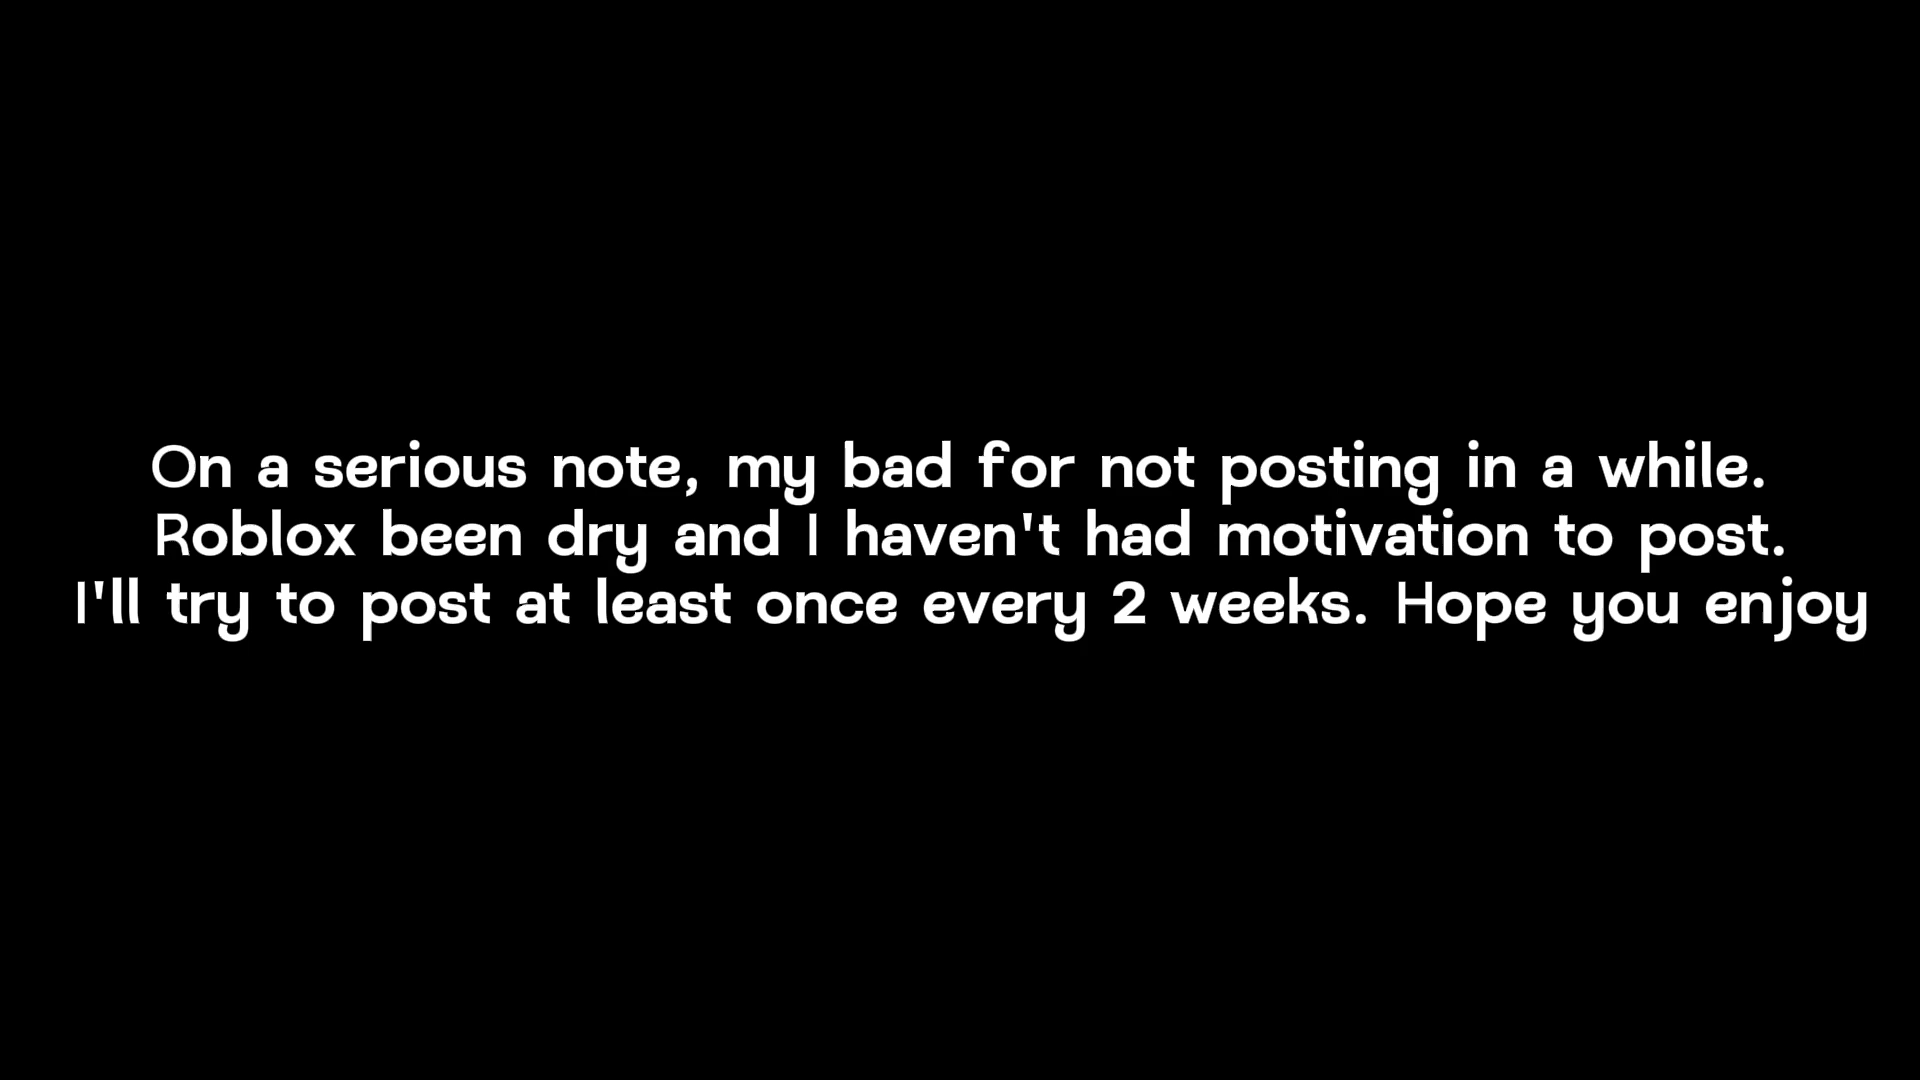 On a serious note, my bad for not posting in a while.
Roblox been dry and I haven't had motivation to post.
I'll try to post at least once every 2 weeks. Hope you enjoy